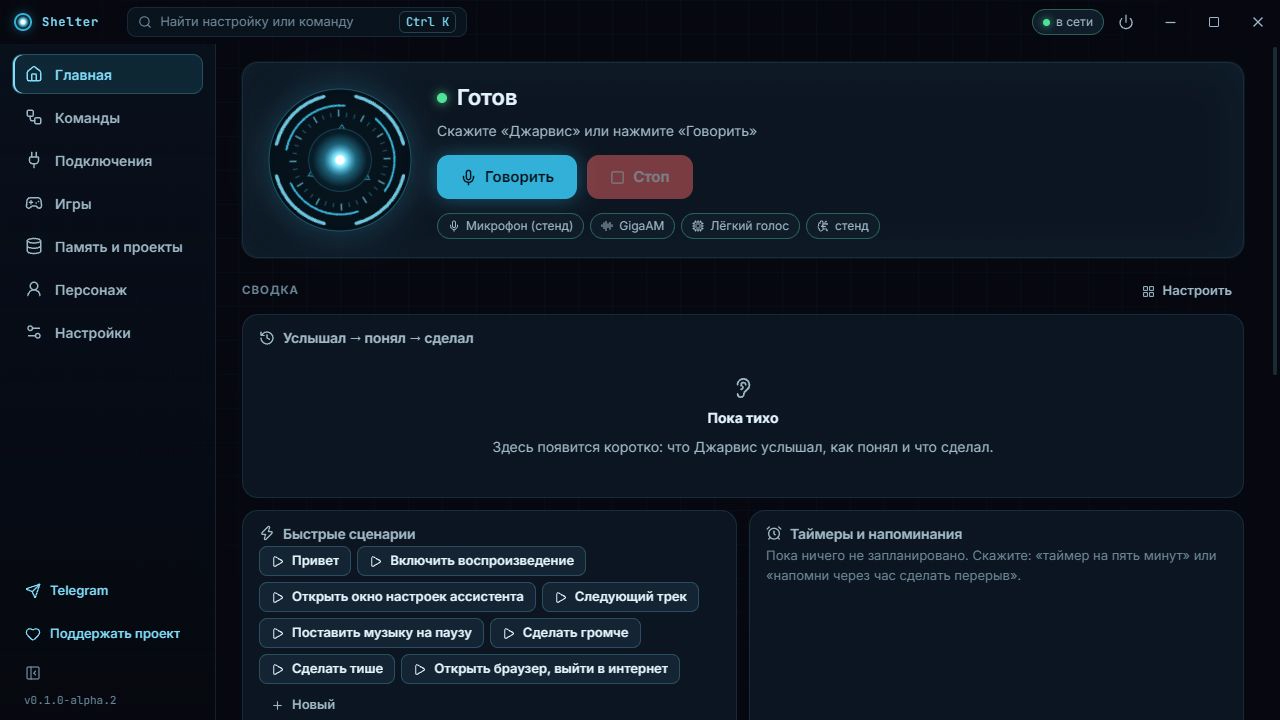 Shelter
Найти настройку или команду
Ctrl K
в сети
Главная
Команды
Подключения
Игры
Память и проекты
Персонаж
Настройки
Telegram
Поддержать проект
v0.1.0-alpha.2
Готов
Скажите «Джарвис» или нажмите «Говорить»
Говорить
Стоп
Микрофон (стенд)
GigaAM
Лёгкий голос
стенд
СВОДКА
Настроить
Услышал → понял → сделал
Пока тихо
Здесь появится коротко: что Джарвис услышал, как понял и что сделал.
Быстрые сценарии
Привет
Включить воспроизведение
Открыть окно настроек ассистента
Следующий трек
Поставить музыку на паузу
Сделать громче
Сделать тише
Открыть браузер, выйти в интернет
Новый
Таймеры и напоминания
Пока ничего не запланировано. Скажите: «таймер на пять минут» или
«напомни через час сделать перерыв».